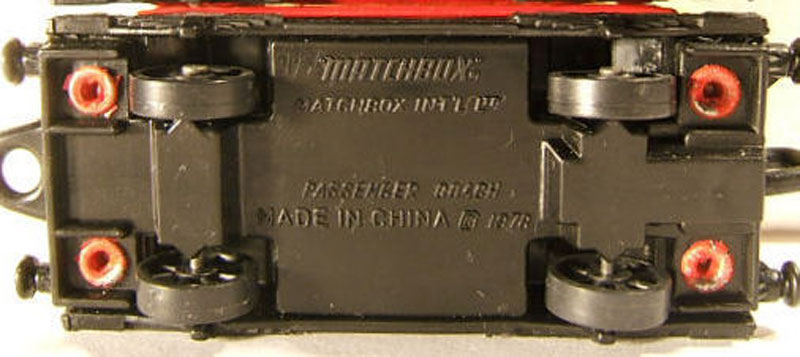 "MATCHBOX"
MATCHBOX INT'L LTD
PASSENGER COACH
MADE IN CHINA © 1978